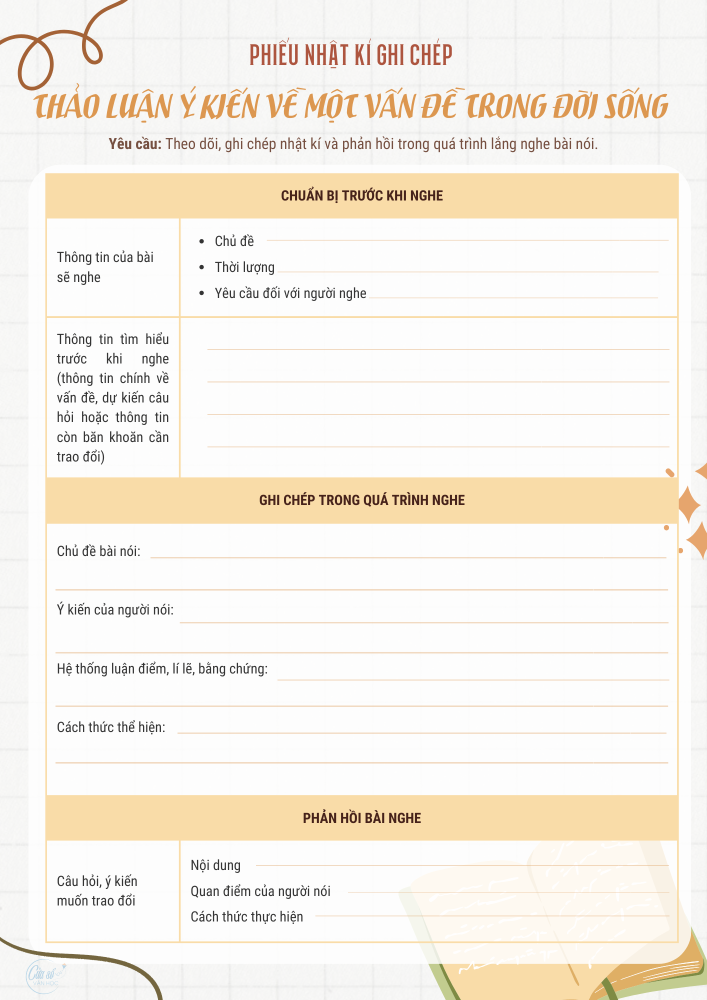 PHIẾU NHẬT KÍ GHI CHÉP
THẢO LUẬN Ý KIẾN VỀ MỘT VẤN ĐỀ TRONG ĐỜI SỐNG
Yêu cầu: Theo dõi, ghi chép nhật kí và phản hồi trong quá trình lắng nghe bài nói.
CHUẨN BỊ TRƯỚC KHI NGHE
Thông tin của bài
sẽ nghe
• Chủ đề
• Thời lượng
• Yêu cầu đối với người nghe
Thông tin tìm hiểu
trước khi nghe
(thông tin chính về
vấn đề, dự kiến câu
hỏi hoặc thông tin
còn băn khoăn cần
trao đổi)
GHI CHÉP TRONG QUÁ TRÌNH NGHE
Chủ đề bài nói:
Ý kiến của người nói:
Hệ thống luận điểm, lí lẽ, bằng chứng:
Cách thức thể hiện:
PHẢN HỒI BÀI NGHE
Câu hỏi, ý kiến
muốn trao đổi
Nội dung
Quan điểm của người nói
Cách thức thực hiện
Cửa sổ
VĂN HỌC